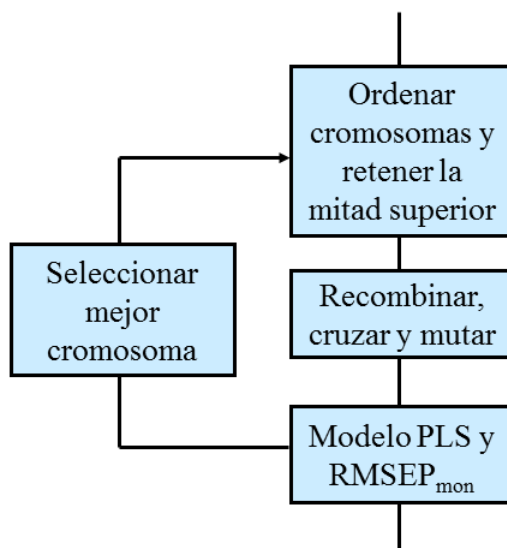 Ordenar
cromosomas y
retener la
mitad superior
Seleccionar
mejor
cromosoma
Recombinar,
cruzar y mutar
Modelo PLS y
RMSEPmon